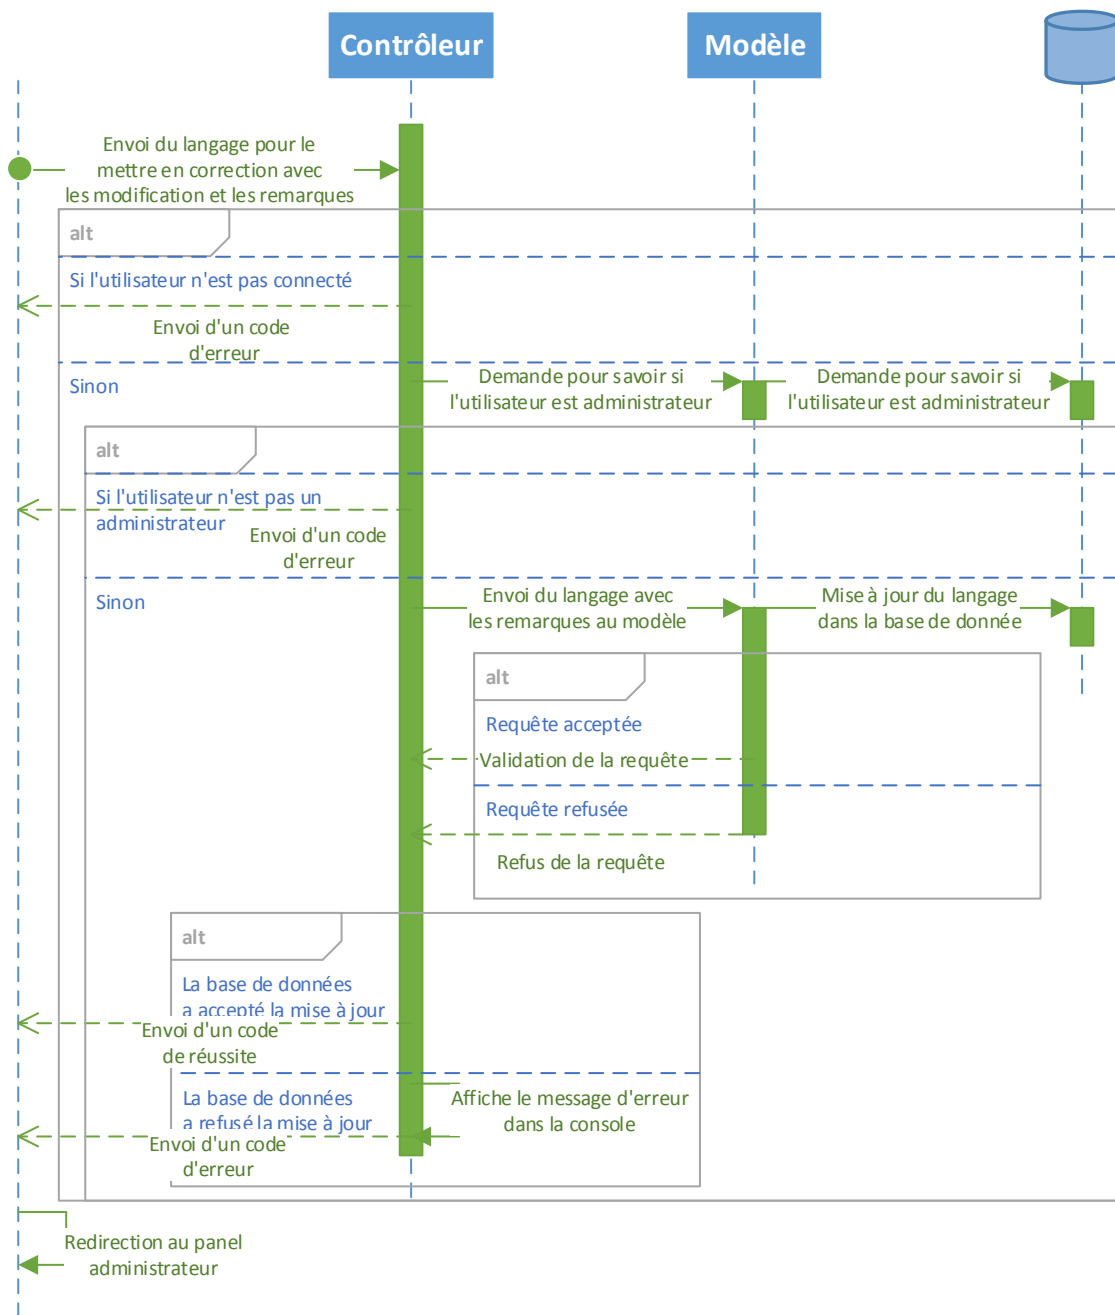 Contrôleur
Modèle
Envoi du langage pour le
mettre en correction avec
les modification et les remarques
alt
Si l'utilisateur n'est pas connecté
Envoi d'un code
d'erreur
Sinon
Demande pour savoir si
l'utilisateur est administrateur
Demande pour savoir si
l'utilisateur est administrateur
alt
Si l'utilisateur n'est pas un
administrateur
Envoi d'un code
d'erreur
Sinon
Envoi du langage avec
les remarques au modèle
Mise à jour du langage
dans la base de donnée
alt
Requête acceptée
Validation de la requête
Requête refusée
Refus de la requête
alt
La base de données
a accepté la mise à jour
Envoi d'un code
de réussite
La base de données
a refusé la mise à jour
Affiche le message d'erreur
dans la console
Envoi d'un code
d'erreur
Redirection au panel
administrateur